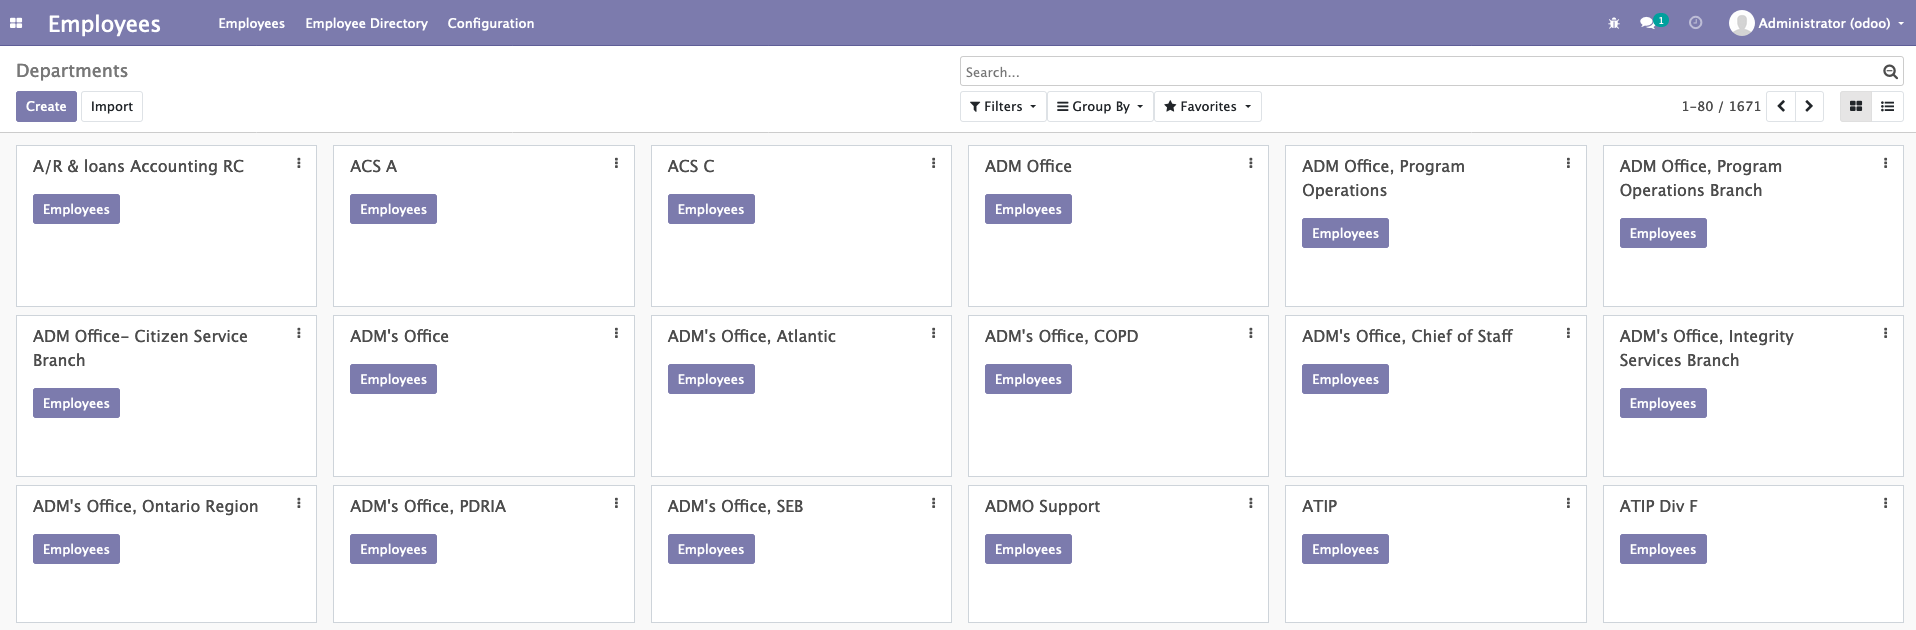 Employees
Employees Employee Directory Configuration
1
Administrator (odoo)
Departments
Search...
Create Import
Filters Group By Favorites
1-80 / 1671
A/R & loans Accounting RC
Employees
ACS A
Employees
ACS C
Employees
ADM Office
Employees
ADM Office, Program
Operations
Employees
ADM Office, Program
Operations Branch
Employees
ADM Office- Citizen Service
Branch
Employees
ADM's Office
Employees
ADM's Office, Atlantic
Employees
ADM's Office, COPD
Employees
ADM's Office, Chief of Staff
Employees
ADM's Office, Integrity
Services Branch
Employees
ADM's Office, Ontario Region
Employees
ADM's Office, PDRIA
Employees
ADM's Office, SEB
Employees
ADMO Support
Employees
ATIP
Employees
ATIP Div F
Employees